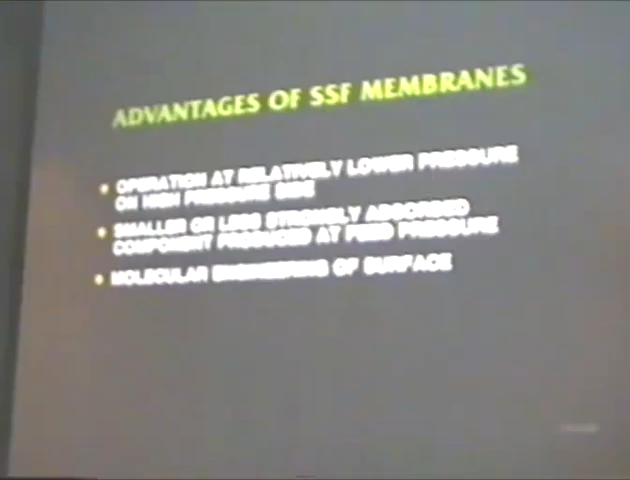 ADVANTAGES OF SSF MEMBRANES
OPERATION AT RELATIVELY LOWER PRESSURE
ON HIGH PRESSURE SIDE
SMALLER OR LESS STRONGLY ADSORBED
COMPONENT PRODUCED AT FEED PRESSURE
MOLECULAR ENGINEERING OF SURFACE